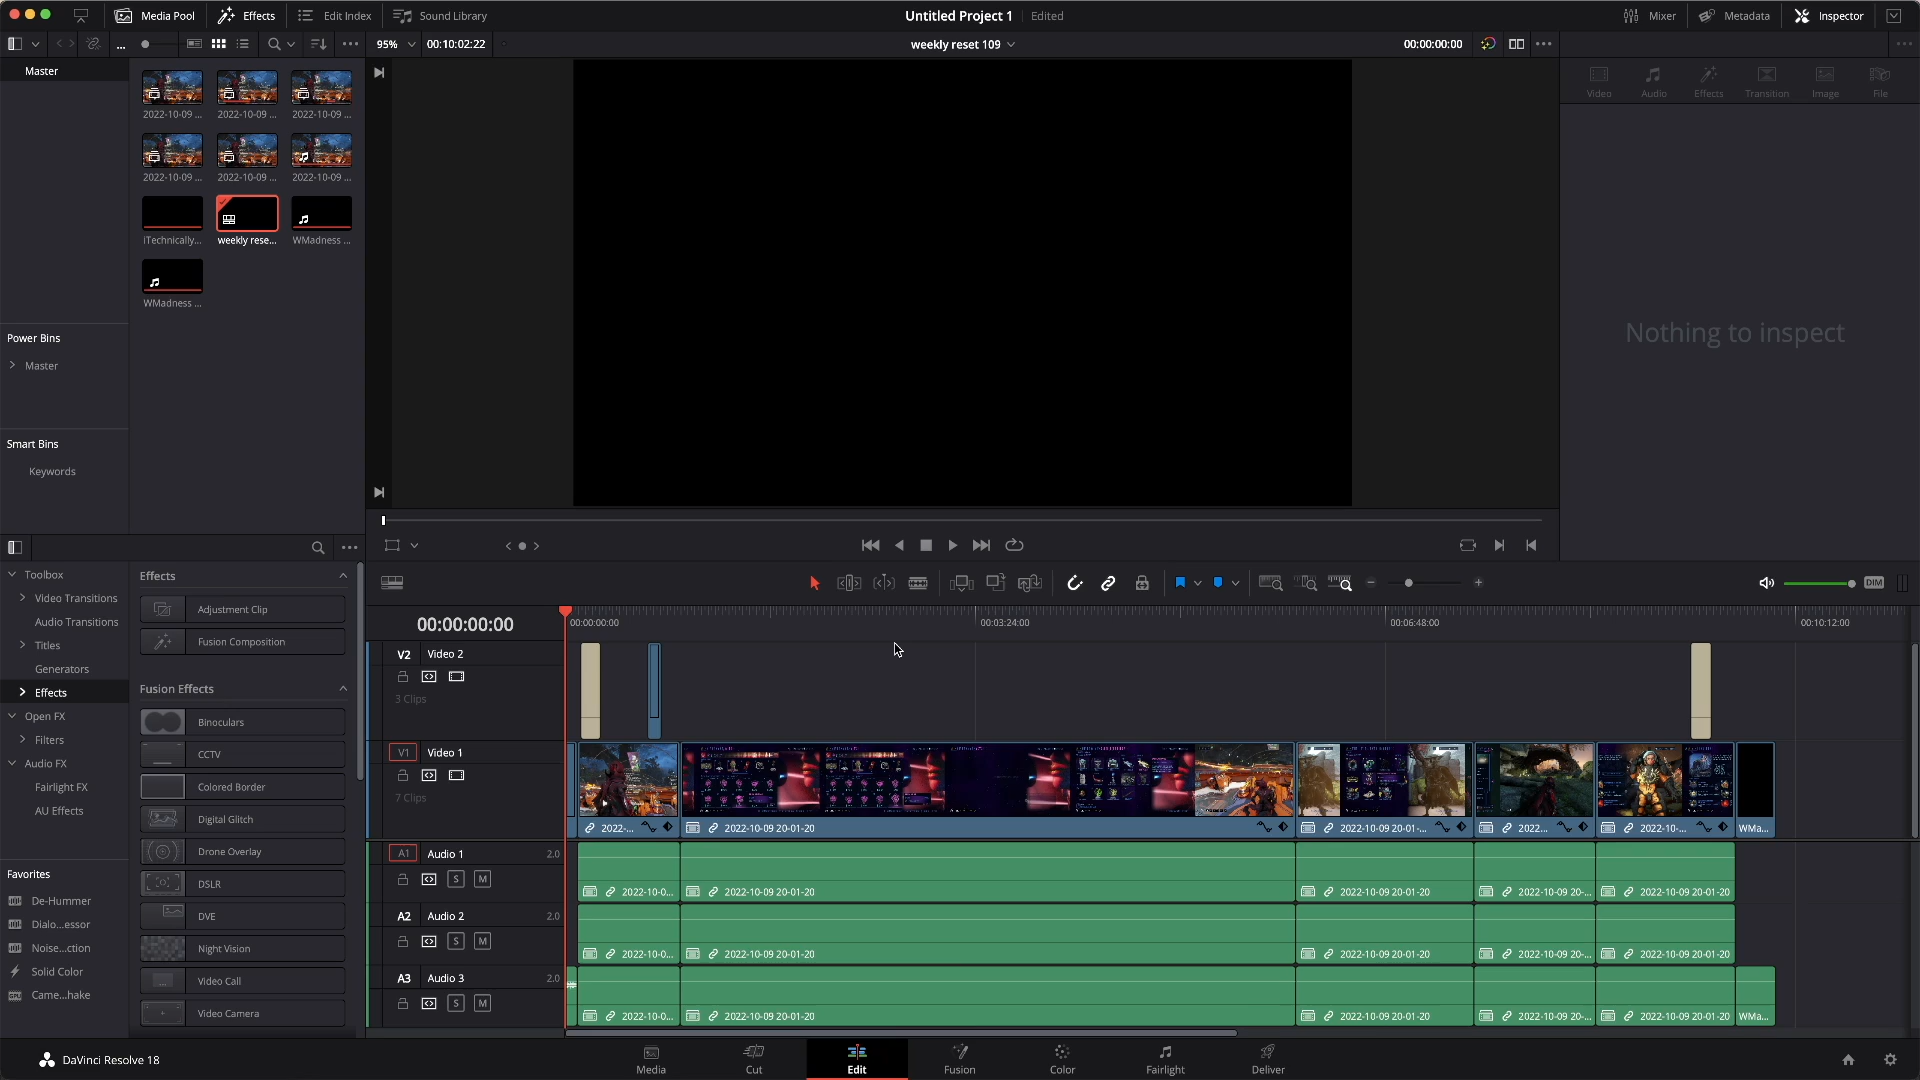 Media Pool
Effects
Edit Index
Sound Library
Untitled Project 1
Edited
Mixer
Metadata
Inspector
...
95%
00:10:02:22
weekly reset 109
00:00:00:00
Master
2022-10-09 ...
2022-10-09 ...
2022-10-09 ...
2022-10-09 ...
2022-10-09 ...
2022-10-09 ...
iTechnically...
weekly rese...
WMadness ...
WMadness ...
Power Bins
Master
Smart Bins
Keywords
Video
Audio
Effects
Transition
Image
File
Nothing to inspect
Toolbox
Video Transitions
Audio Transitions
Titles
Generators
Effects
Open FX
Filters
Audio FX
Fairlight FX
AU Effects
Favorites
De-Hummer
Dialo...essor
Noise...ction
Solid Color
Came...hake
Effects
Adjustment Clip
Fusion Composition
Fusion Effects
Binoculars
CCTV
Colored Border
Digital Glitch
Drone Overlay
DSLR
DVE
Night Vision
Video Call
Video Camera
DIM
00:00:00:00
00:00:00:00
00:03:24:00
00:06:48:00
00:10:12:00
V2 Video 2
3 Clips
V1 Video 1
7 Clips
2022-...
2022-10-09 20-01-20
2022-10-09 20-01-...
2022...
2022-10-...
WMa...
A1 Audio 1 2.0
S M
2022-10-0...
2022-10-09 20-01-20
2022-10-09 20-01-20
2022-10-09 20-...
2022-10-09 20-01-20
A2 Audio 2 2.0
S M
2022-10-0...
2022-10-09 20-01-20
2022-10-09 20-01-20
2022-10-09 20-...
2022-10-09 20-01-20
A3 Audio 3 2.0
S M
2022-10-0...
2022-10-09 20-01-20
2022-10-09 20-01-20
2022-10-09 20-...
2022-10-09 20-01-20
WMa...
DaVinci Resolve 18
Media
Cut
Edit
Fusion
Color
Fairlight
Deliver